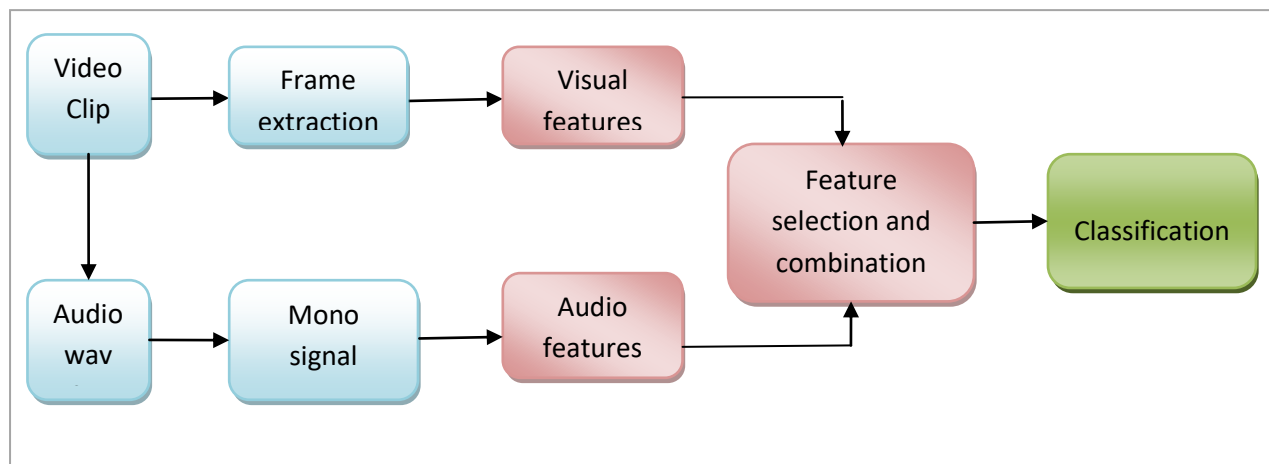 Video
Clip
Frame
extraction
Visual
features
Feature
selection and
combination
Classification
Audio
wav
Mono
signal
Audio
features